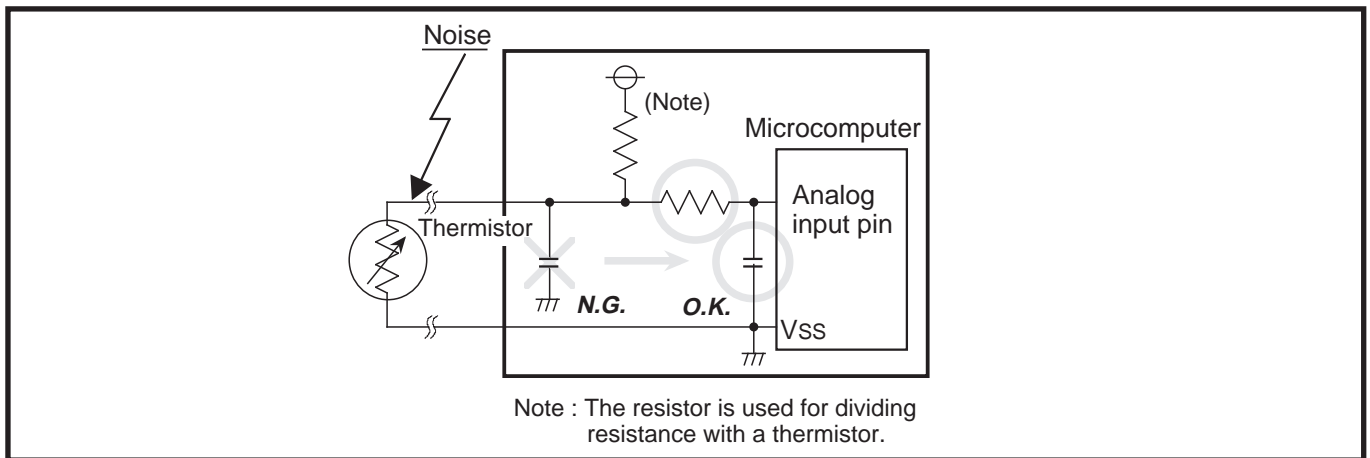 Noise
(Note)
Microcomputer
Analog
input pin
Thermistor
N.G.
O.K.
VSS
Note : The resistor is used for dividing
resistance with a thermistor.